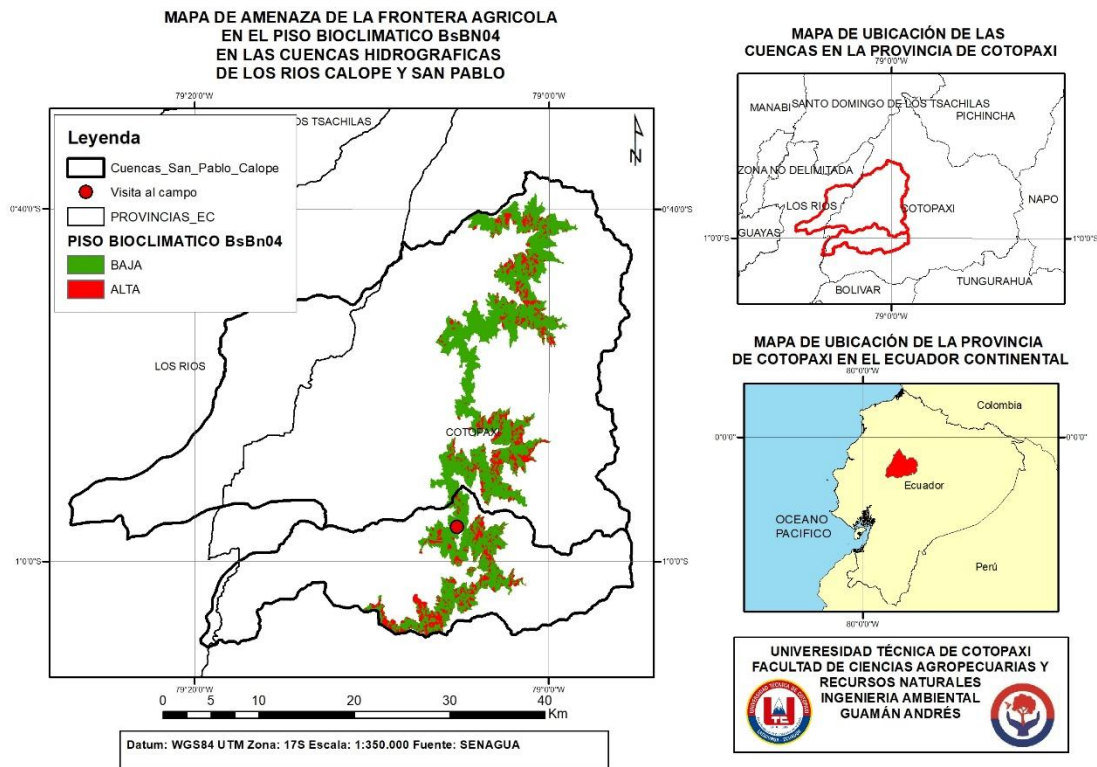 MAPA DE AMENAZA DE LA FRONTERA AGRICOLA
EN EL PISO BIOCLIMATICO BsBN04
EN LAS CUENCAS HIDROGRAFICAS
DE LOS RIOS CALOPE Y SAN PABLO
79°20'0"W
79°0'0"W
OS TSACHILAS
Leyenda
Cuencas_San_Pablo_Calope
Visita al campo
PROVINCIAS_EC
PISO BIOCLIMATICO BsBn04
BAJA
ALTA
N
0°40'0"S
0°40'0"S
LOS RIOS
COTOPAXI
1°0'0"S
1°0'0"S
79°20'0"W
79°0'0"W
0 5 10 20 30 40
Km
Datum: WGS84 UTM Zona: 17S Escala: 1:350.000 Fuente: SENAGUA
MAPA DE UBICACIÓN DE LAS
CUENCAS EN LA PROVINCIA DE COTOPAXI
79°0'0"W
MANABI
SANTO DOMINGO DE LOS TSACHILAS
PICHINCHA
ZONA NO DELIMITADA
NAPO
LOS RIOS
COTOPAXI
GUAYAS
1°0'0"S
1°0'0"S
TUNGURAHUA
BOLIVAR
79°0'0"W
MAPA DE UBICACIÓN DE LA PROVINCIA
DE COTOPAXI EN EL ECUADOR CONTINENTAL
80°0'0"W
Colombia
0°0'0"
0°0'0"
Ecuador
OCEANO
PACIFICO
Perú
80°0'0"W
UNIVERESIDAD TÉCNICA DE COTOPAXI
FACULTAD DE CIENCIAS AGROPECUARIAS Y
RECURSOS NATURALES
INGENIERIA AMBIENTAL
GUAMÁN ANDRÉS